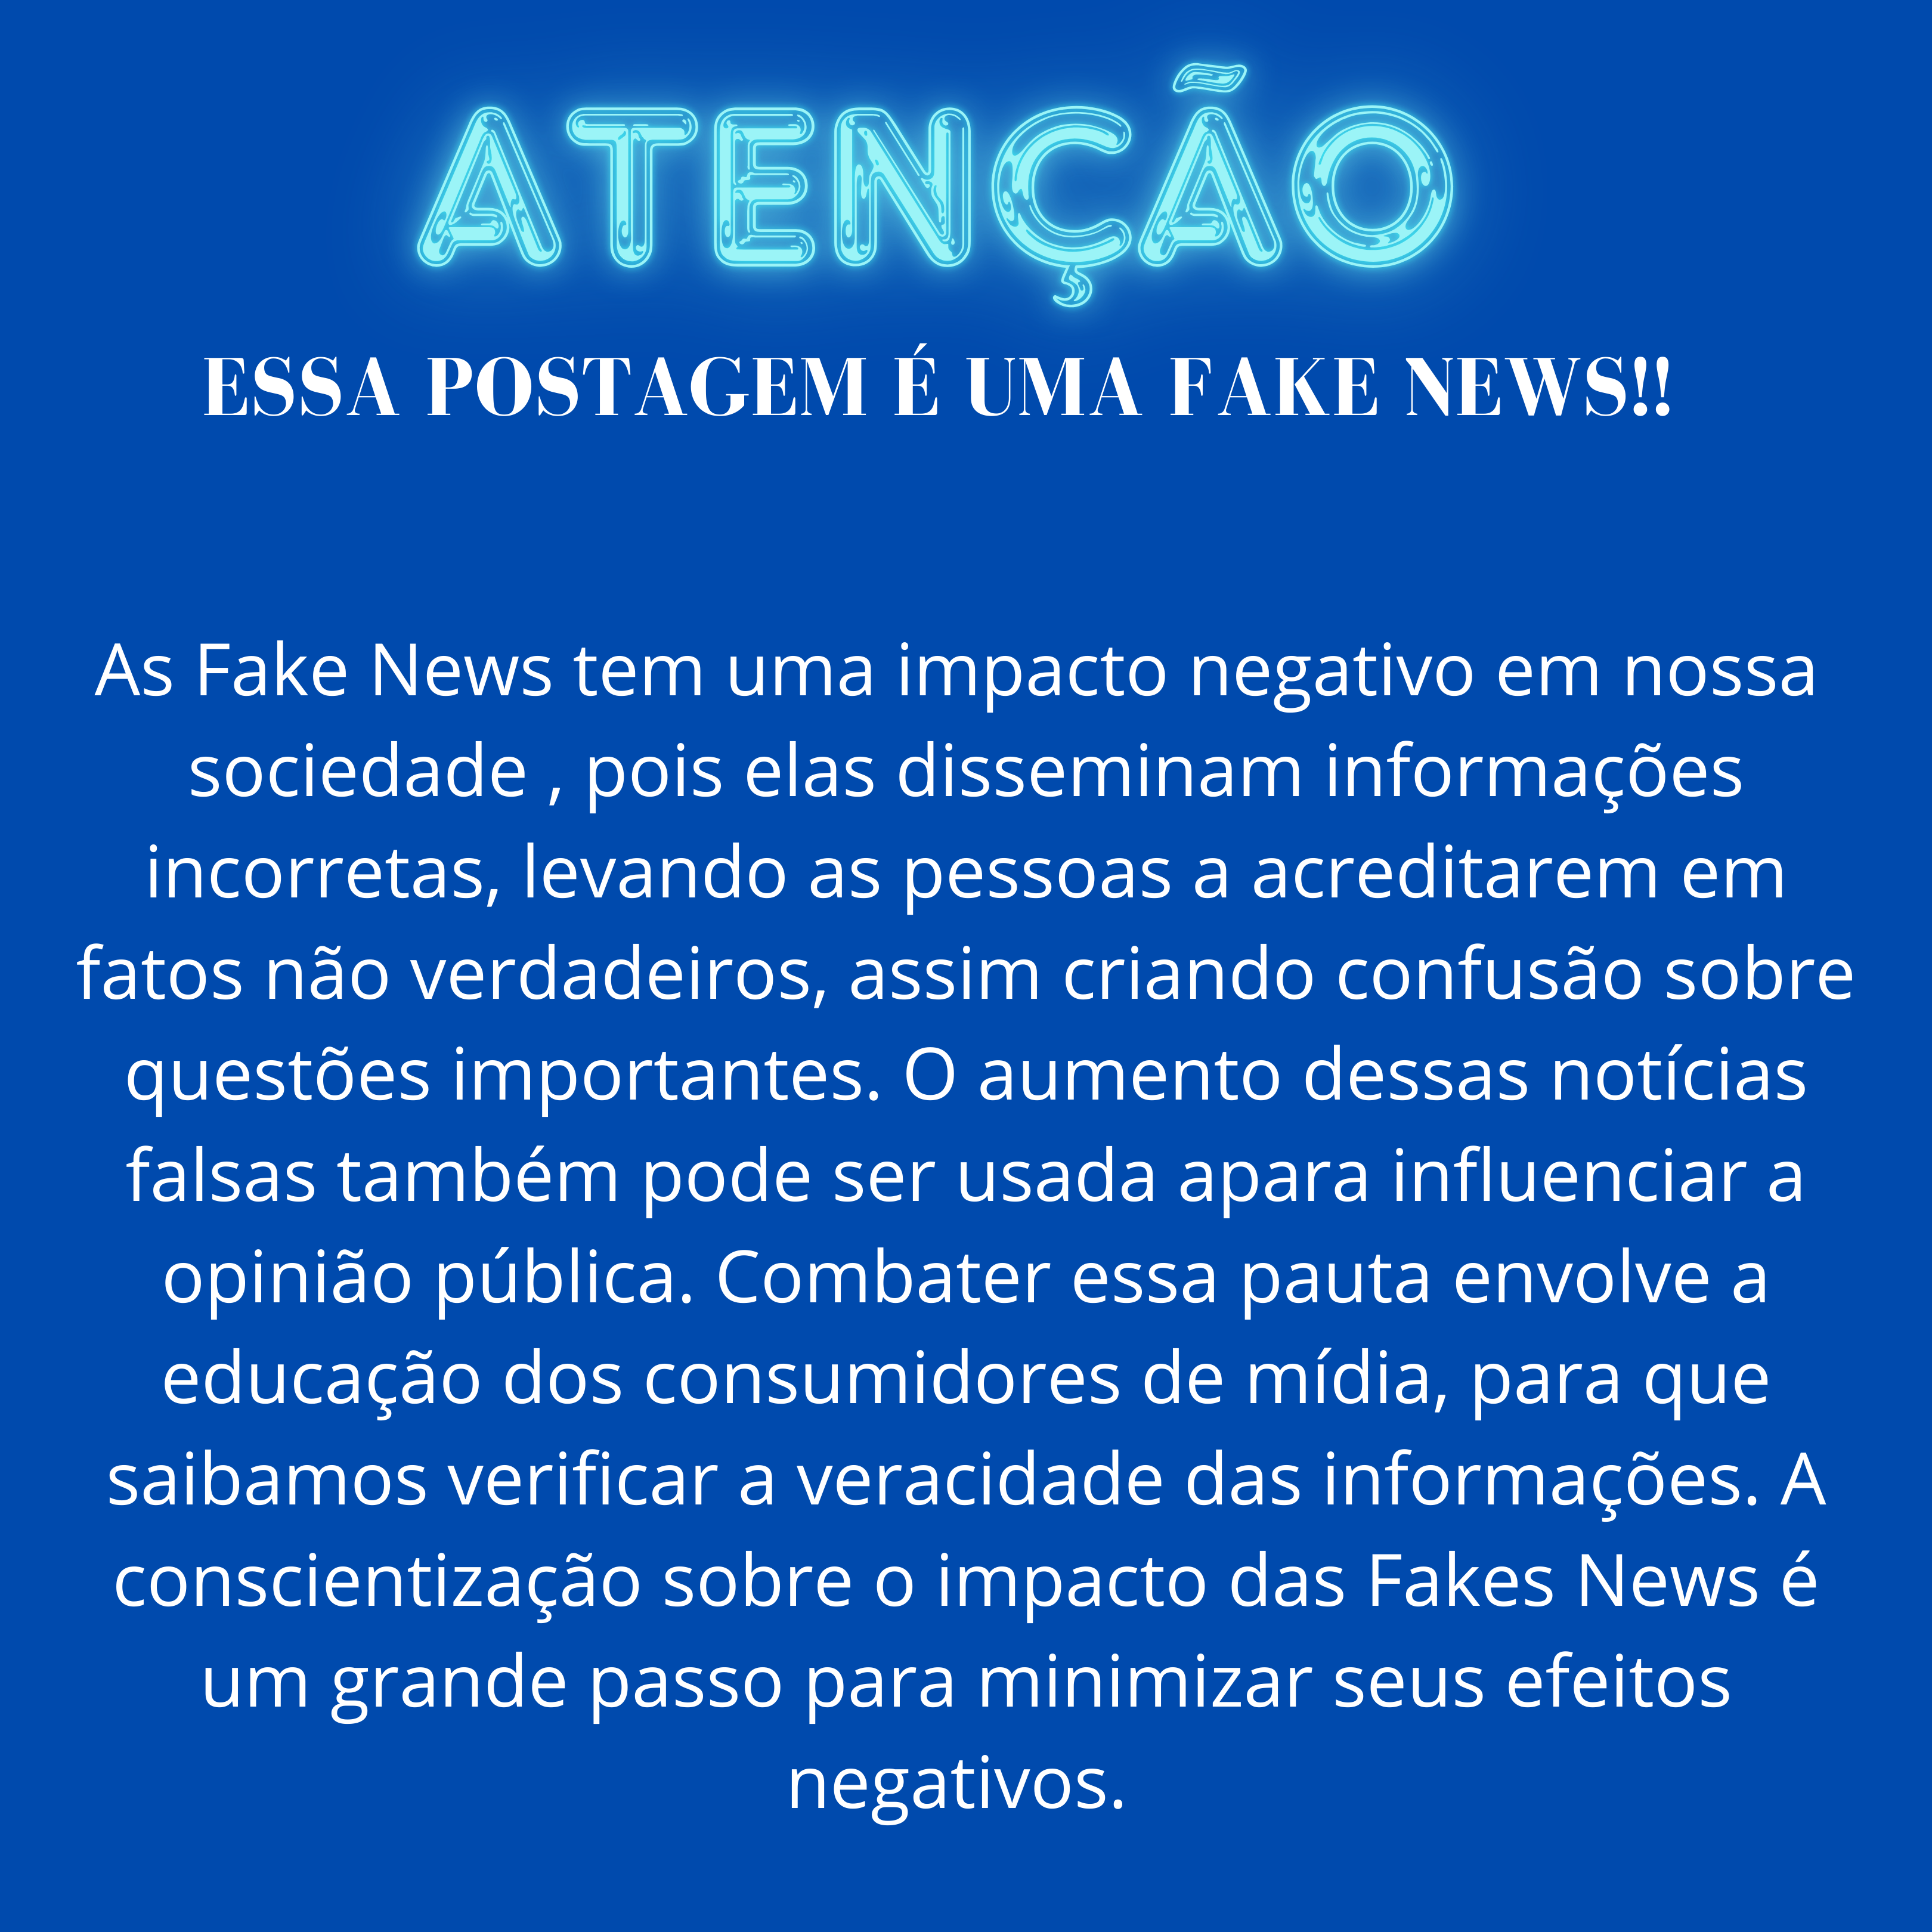 ATENÇÃO
ESSA POSTAGEM É UMA FAKE NEWS!!
As Fake News tem uma impacto negativo em nossa
sociedade , pois elas disseminam informações
incorretas, levando as pessoas a acreditarem em
fatos não verdadeiros, assim criando confusão sobre
questões importantes. O aumento dessas notícias
falsas também pode ser usada apara influenciar a
opinião pública. Combater essa pauta envolve a
educação dos consumidores de mídia, para que
saibamos verificar a veracidade das informações. A
conscientização sobre o impacto das Fakes News é
um grande passo para minimizar seus efeitos
negativos.